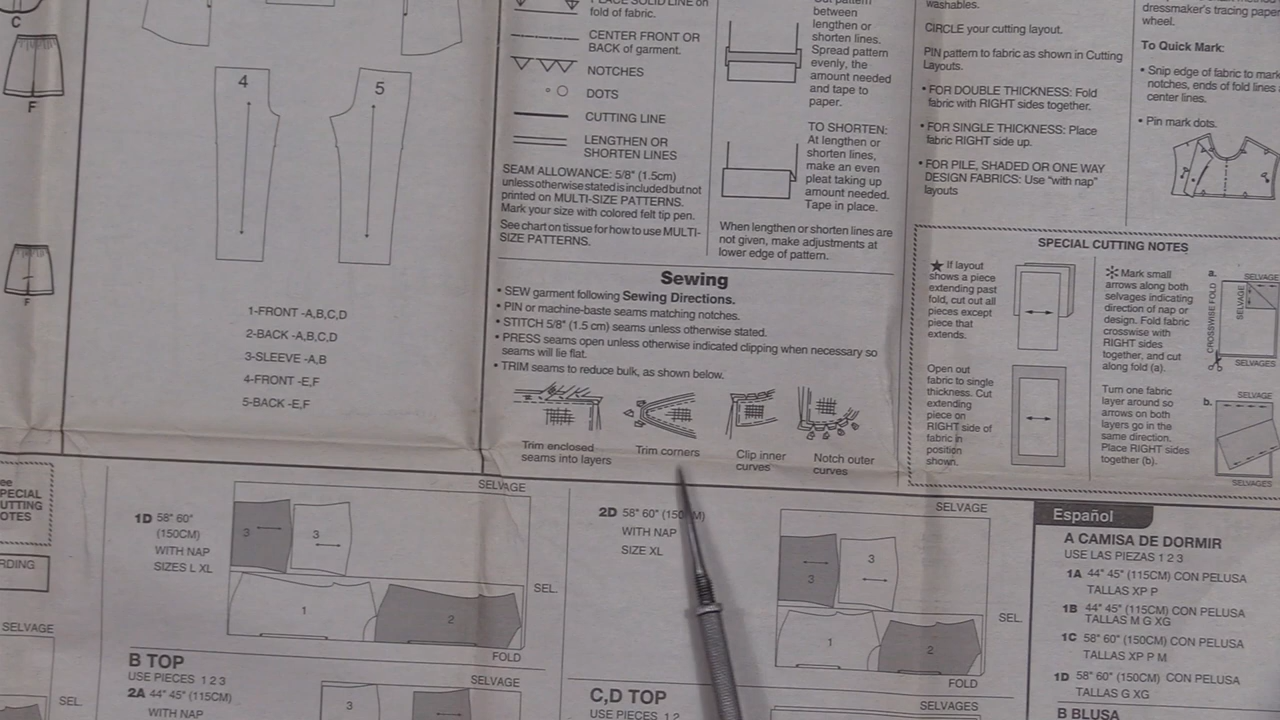 C
F
F
4
5
1-FRONT -A,B,C,D
2-BACK -A,B,C,D
3-SLEEVE -A,B
4-FRONT -E,F
5-BACK -E,F
PLACE SOLID LINE on
fold of fabric.
CENTER FRONT OR
BACK of garment.
NOTCHES
DOTS
CUTTING LINE
LENGTHEN OR
SHORTEN LINES
SEAM ALLOWANCE: 5/8" (1.5cm)
unless otherwise stated is included but not
printed on MULTI-SIZE PATTERNS.
Mark your size with colored felt tip pen.
See chart on tissue for how to use MULTI-
SIZE PATTERNS.
Cut pattern
between
lengthen or
shorten lines.
Spread pattern
evenly, the
amount needed
and tape to
paper.
TO SHORTEN:
At lengthen or
shorten lines,
make an even
pleat taking up
amount needed.
Tape in place.
When lengthen or shorten lines are
not given, make adjustments at
lower edge of pattern.
Sewing
• SEW garment following Sewing Directions.
• PIN or machine-baste seams matching notches.
• STITCH 5/8" (1.5 cm) seams unless otherwise stated.
• PRESS seams open unless otherwise indicated clipping when necessary so
seams will lie flat.
• TRIM seams to reduce bulk, as shown below.
Trim enclosed
seams into layers
Trim corners
Clip inner
curves
Notch outer
curves
washables.
CIRCLE your cutting layout.
PIN pattern to fabric as shown in Cutting
Layouts.
• FOR DOUBLE THICKNESS: Fold
fabric with RIGHT sides together.
• FOR SINGLE THICKNESS: Place
fabric RIGHT side up.
• FOR PILE, SHADED OR ONE WAY
DESIGN FABRICS: Use "with nap"
layouts
dressmaker's tracing paper
wheel.
To Quick Mark:
• Snip edge of fabric to mark
notches, ends of fold lines
center lines.
• Pin mark dots.
SPECIAL CUTTING NOTES
★ If layout
shows a piece
extending past
fold, cut out all
pieces except
piece that
extends.
Open out
fabric to single
thickness. Cut
extending
piece on
RIGHT side of
fabric in
position
shown.
✻ Mark small
arrows along both
selvages indicating
direction of nap or
design. Fold fabric
crosswise with
RIGHT sides
together, and cut
along fold (a).
Turn one fabric
layer around so
arrows on both
layers go in the
same direction.
Place RIGHT sides
together (b).
a.
SELVAGE
SELVAGE
CROSSWISE FOLD
SELVAGES
b.
SELVAGE
SELVAGES
SELVAGE
SEL.
1D 58" 60"
(150CM)
WITH NAP
SIZES L XL
SELVAGE
3
3
1
2
SEL.
FOLD
B TOP
USE PIECES 1 2 3
2A 44" 45" (115CM)
WITH NAP
SELVAGE
3
2D 58" 60" (150CM)
WITH NAP
SIZE XL
SELVAGE
3
3
1
2
SEL.
FOLD
C,D TOP
USE PIECES 1 2
SELVAGES
Español
A CAMISA DE DORMIR
USE LAS PIEZAS 1 2 3
1A 44" 45" (115CM) CON PELUSA
TALLAS XP P
1B 44" 45" (115CM) CON PELUSA
TALLAS M G XG
1C 58" 60" (150CM) CON PELUSA
TALLAS XP P M
1D 58" 60" (150CM) CON PELUSA
TALLAS G XG
B BLUSA